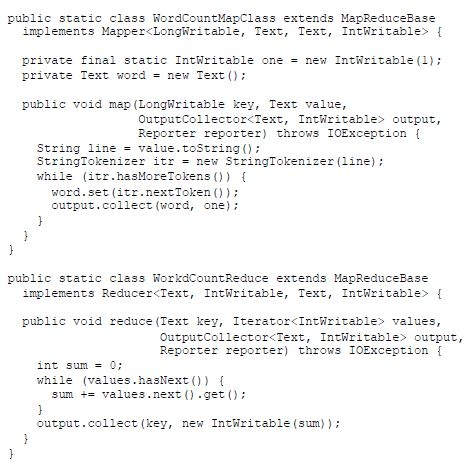 public static class WordCountMapClass extends MapReduceBase
  implements Mapper<LongWritable, Text, Text, IntWritable> {

  private final static IntWritable one = new IntWritable(1);
  private Text word = new Text();

  public void map(LongWritable key, Text value,
                  OutputCollector<Text, IntWritable> output,
                  Reporter reporter) throws IOException {
    String line = value.toString();
    StringTokenizer itr = new StringTokenizer(line);
    while (itr.hasMoreTokens()) {
      word.set(itr.nextToken());
      output.collect(word, one);
    }
  }
}

public static class WorkdCountReduce extends MapReduceBase
  implements Reducer<Text, IntWritable, Text, IntWritable> {

  public void reduce(Text key, Iterator<IntWritable> values,
                     OutputCollector<Text, IntWritable> output,
                     Reporter reporter) throws IOException {
    int sum = 0;
    while (values.hasNext()) {
      sum += values.next().get();
    }
    output.collect(key, new IntWritable(sum));
  }
}